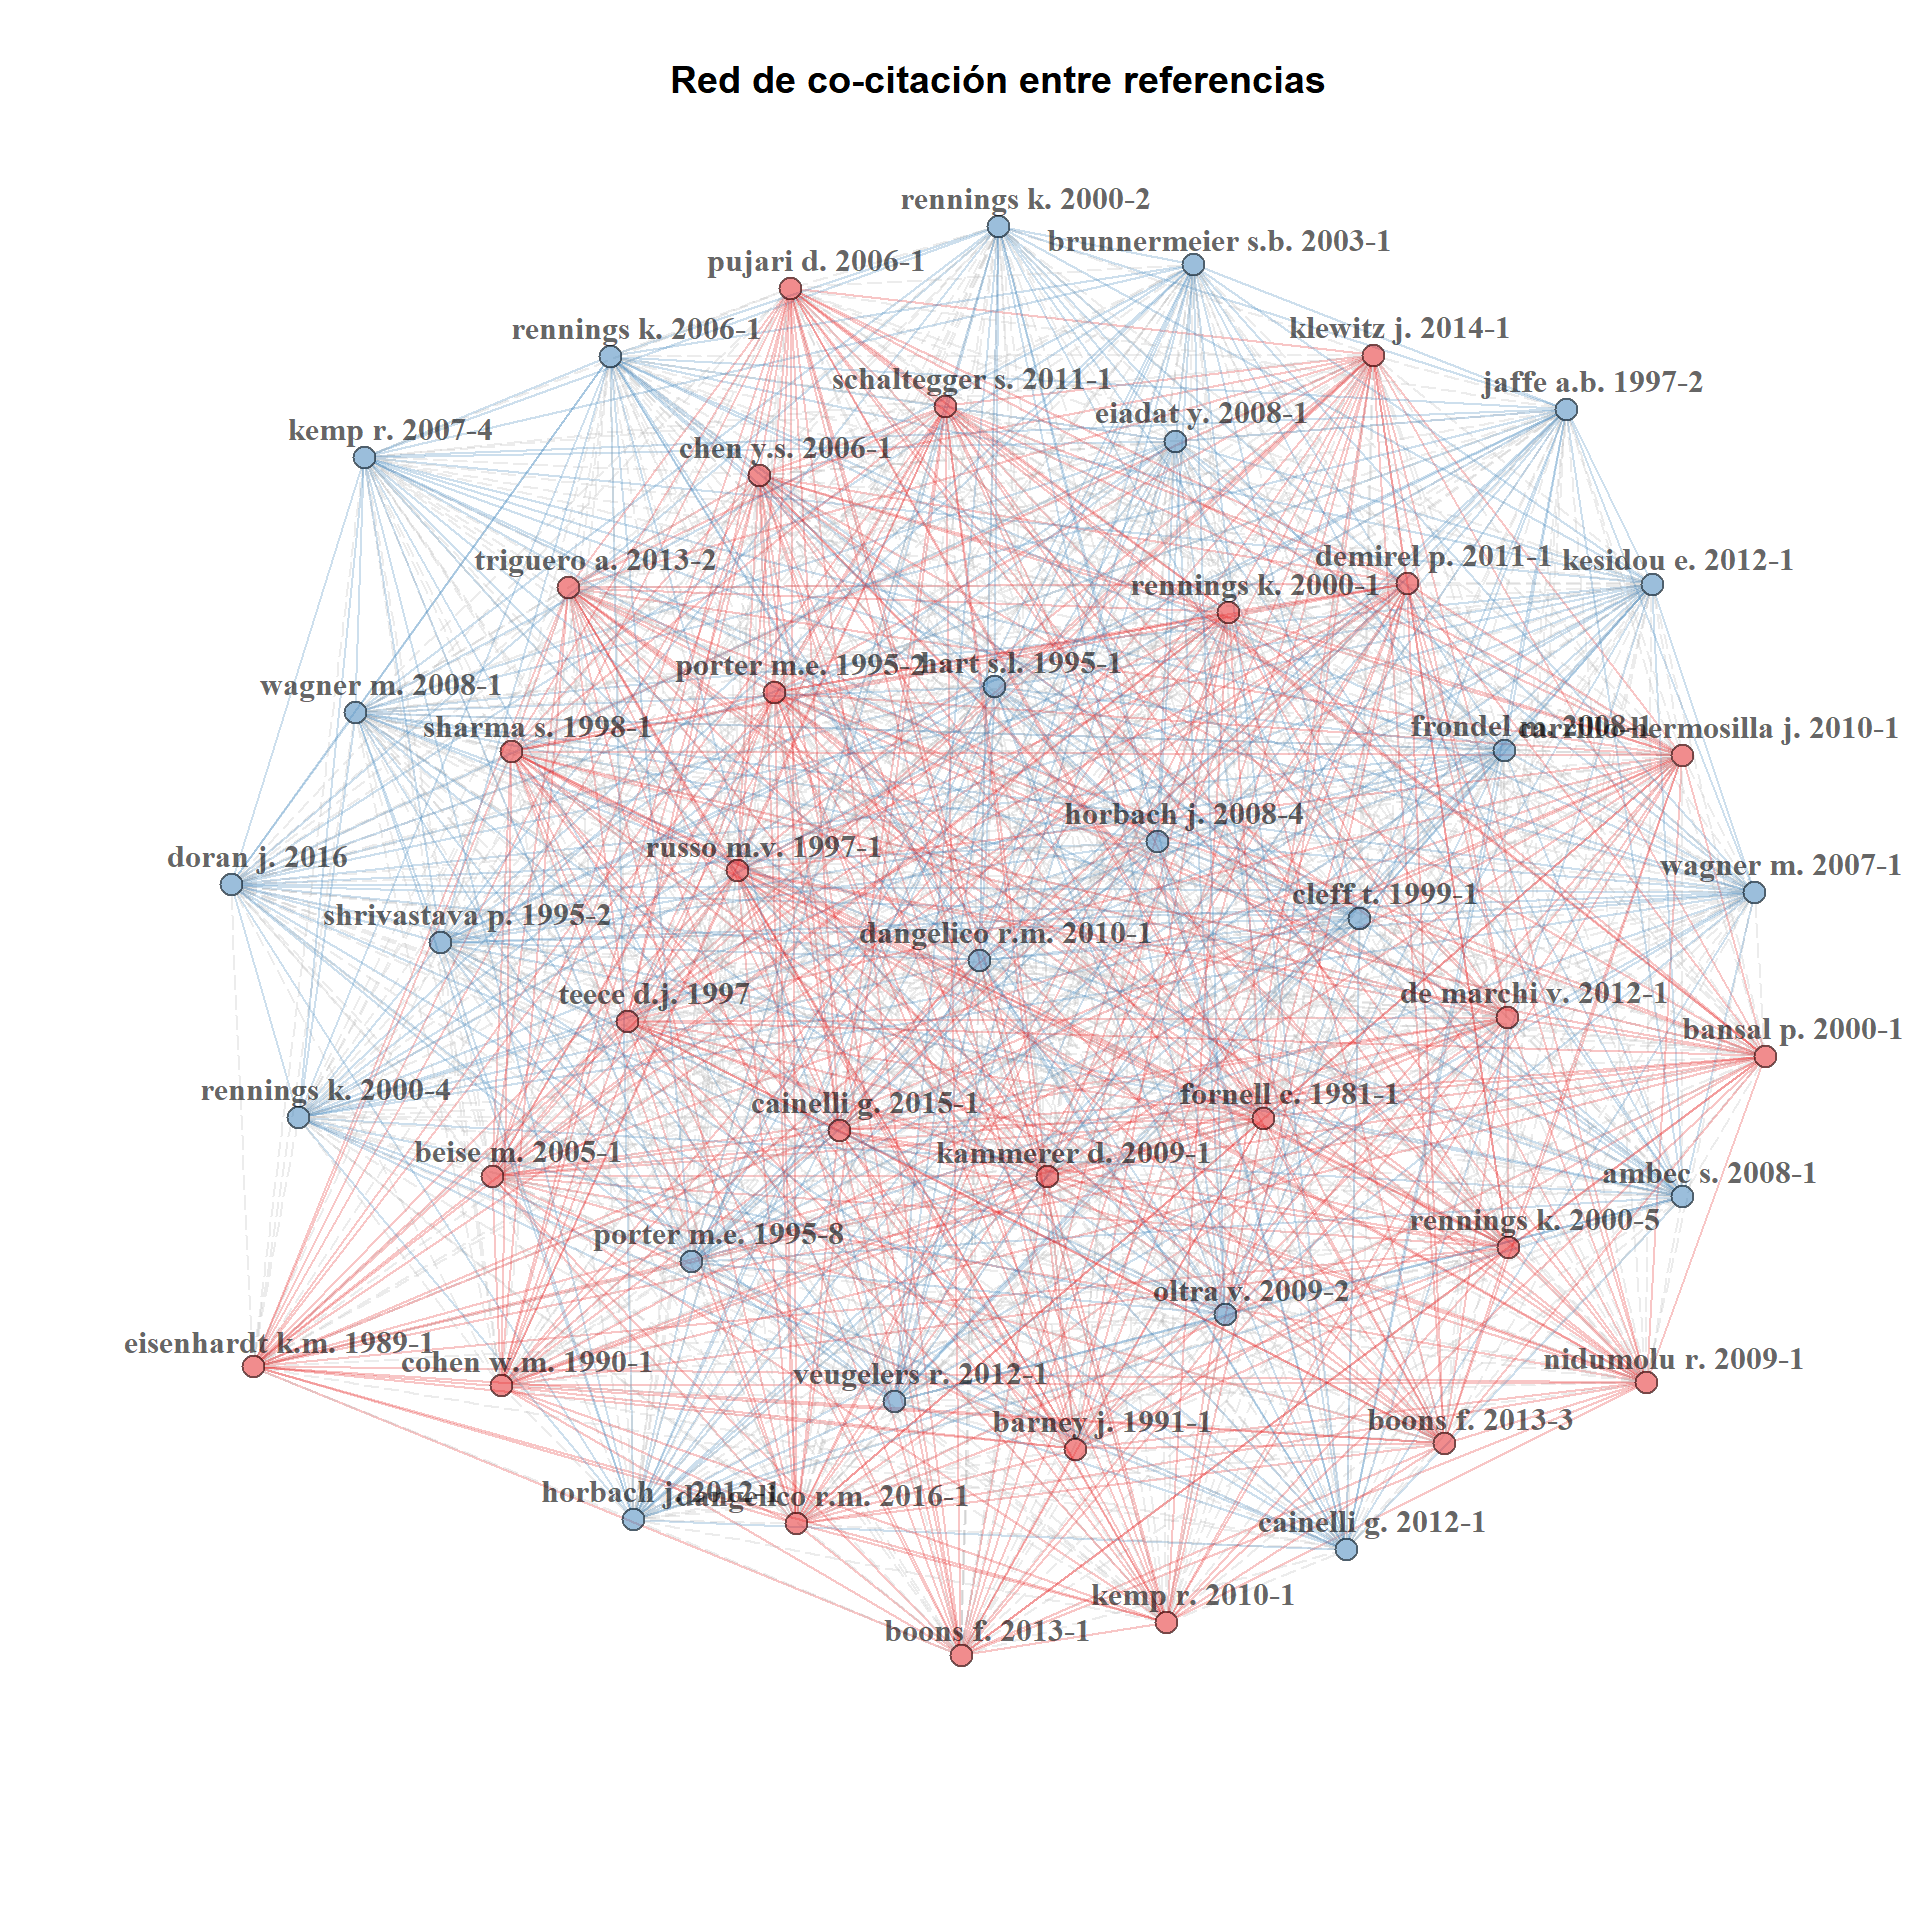 Red de co-citación entre referencias
rennings k. 2000-2
brunnermeier s.b. 2003-1
pujari d. 2006-1
rennings k. 2006-1
klewitz j. 2014-1
schaltegger s. 2011-1
jaffe a.b. 1997-2
eiadat y. 2008-1
kemp r. 2007-4
chen y.s. 2006-1
triguero a. 2013-2
demirel p. 2011-1
kesidou e. 2012-1
rennings k. 2000-1
porter m.e. 1995-2
hart s.l. 1995-1
wagner m. 2008-1
sharma s. 1998-1
frondel m. 2008-1
carrillo-hermosilla j. 2010-1
horbach j. 2008-4
russo m.v. 1997-1
doran j. 2016
wagner m. 2007-1
cleff t. 1999-1
shrivastava p. 1995-2
dangelico r.m. 2010-1
teece d.j. 1997
de marchi v. 2012-1
bansal p. 2000-1
rennings k. 2000-4
cainelli g. 2015-1
fornell c. 1981-1
beise m. 2005-1
kammerer d. 2009-1
ambec s. 2008-1
rennings k. 2000-5
porter m.e. 1995-8
oltra v. 2009-2
eisenhardt k.m. 1989-1
cohen w.m. 1990-1
veugelers r. 2012-1
nidumolu r. 2009-1
barney j. 1991-1
boons f. 2013-3
horbach j. 2012-1
dangelico r.m. 2016-1
cainelli g. 2012-1
kemp r. 2010-1
boons f. 2013-1